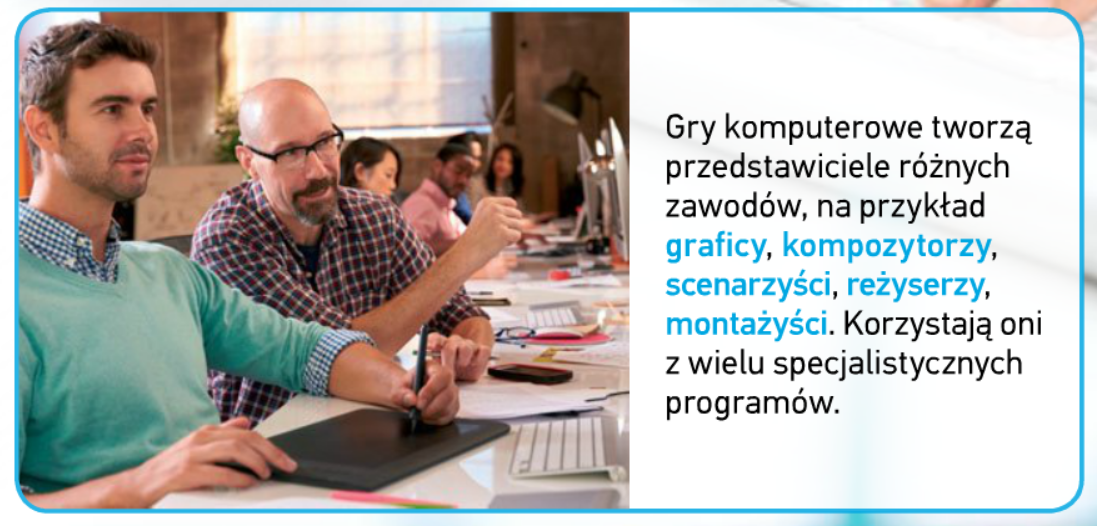 Gry komputerowe tworzą
przedstawiciele różnych
zawodów, na przykład
graficy, kompozytorzy,
scenarzyści, reżyserzy,
montażyści. Korzystają oni
z wielu specjalistycznych
programów.